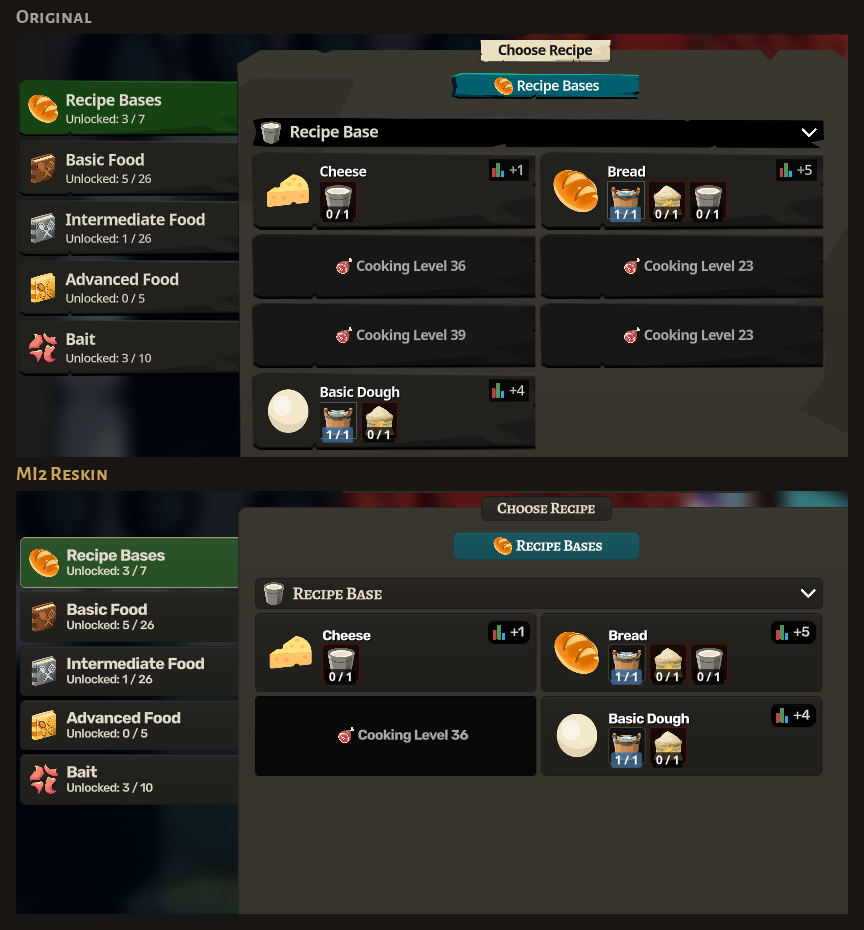 Original
Choose Recipe
Recipe Bases
Recipe Bases
Unlocked: 3 / 7
Basic Food
Unlocked: 5 / 26
Intermediate Food
Unlocked: 1 / 26
Advanced Food
Unlocked: 0 / 5
Bait
Unlocked: 3 / 10
Recipe Base
Cheese
+1
0 / 1
Bread
+5
1 / 1 0 / 1 0 / 1
Cooking Level 36
Cooking Level 23
Cooking Level 39
Cooking Level 23
Basic Dough
+4
1 / 1 0 / 1
MI2 Reskin
Choose Recipe
Recipe Bases
Recipe Bases
Unlocked: 3 / 7
Basic Food
Unlocked: 5 / 26
Intermediate Food
Unlocked: 1 / 26
Advanced Food
Unlocked: 0 / 5
Bait
Unlocked: 3 / 10
Recipe Base
Cheese
+1
0 / 1
Bread
+5
1 / 1 0 / 1 0 / 1
Cooking Level 36
Basic Dough
+4
1 / 1 0 / 1